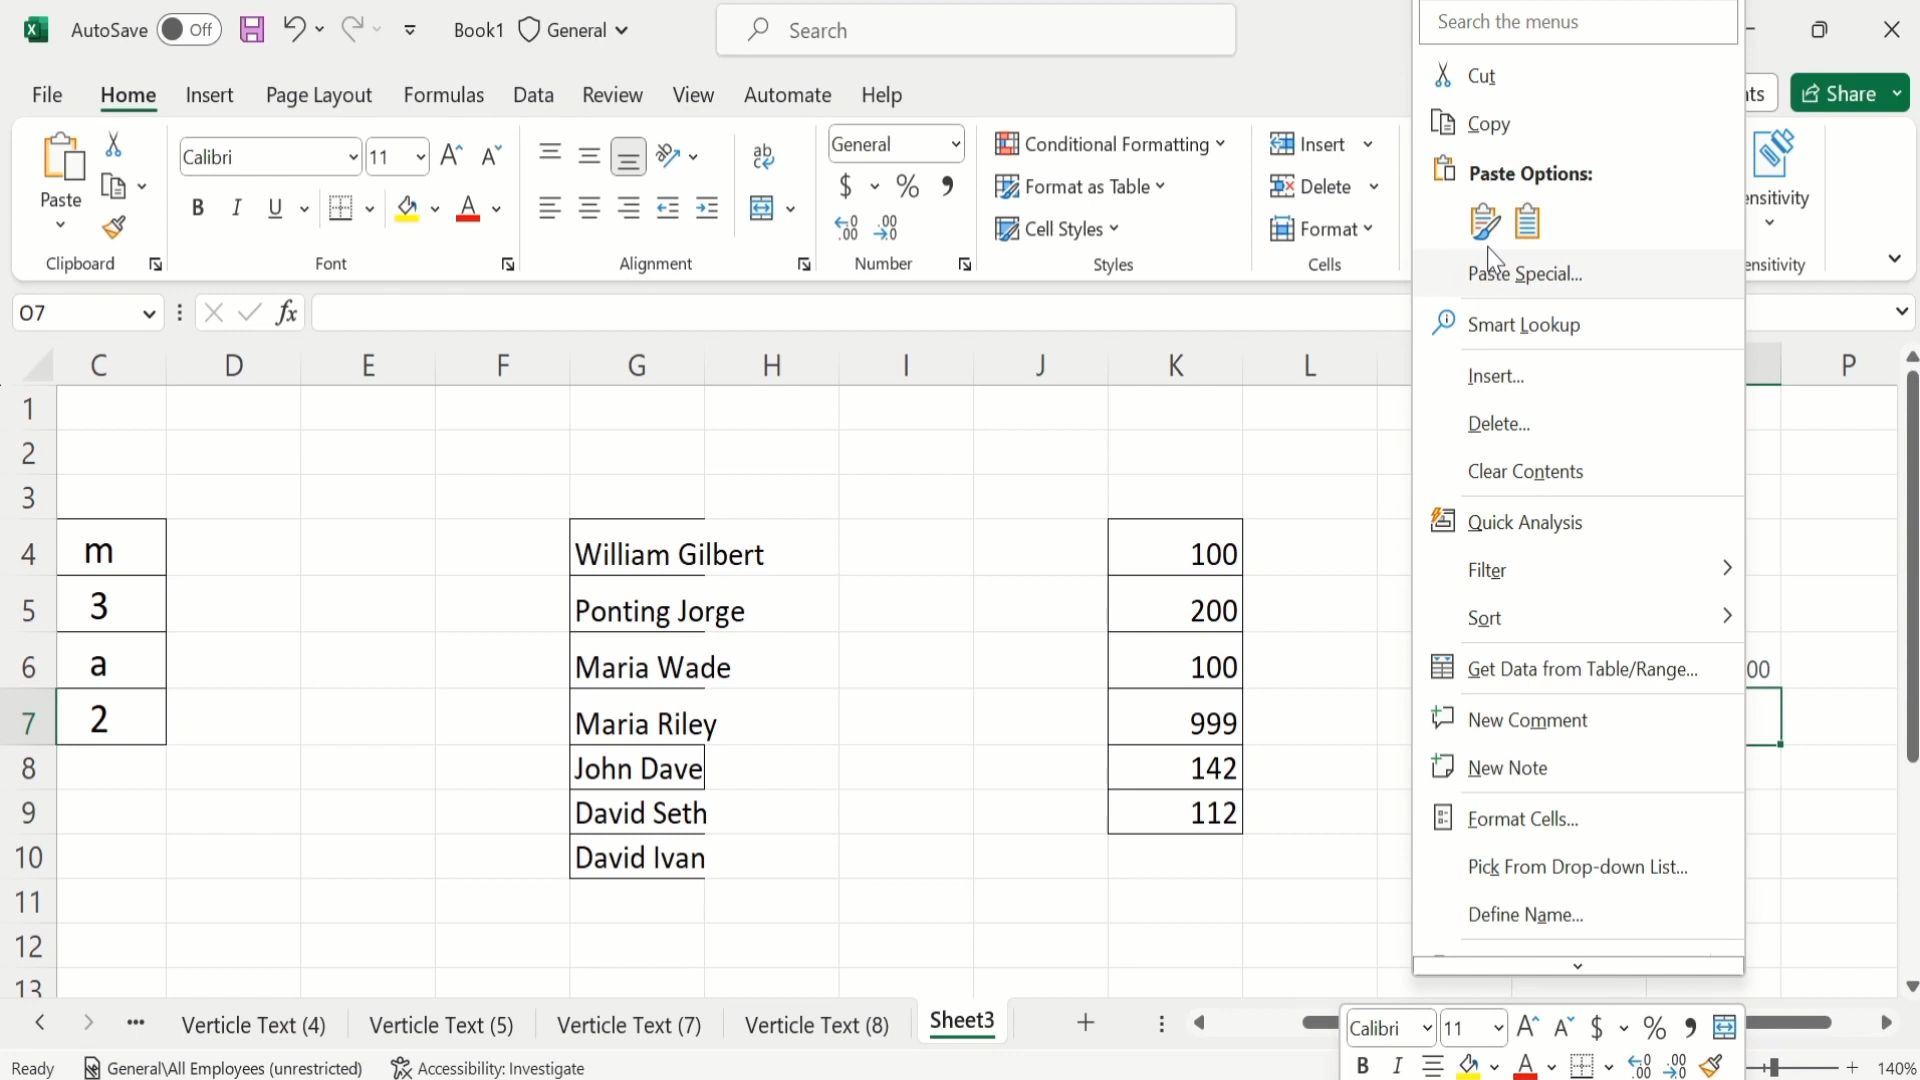 AutoSave Off Book1 General Search Search the menus
File Home Insert Page Layout Formulas Data Review View Automate Help Share
Cut
Copy
Paste Options:
Paste Special...
Smart Lookup
Insert...
Delete...
Clear Contents
Quick Analysis
Filter
Sort
Get Data from Table/Range...
New Comment
New Note
Format Cells...
Pick From Drop-down List...
Define Name...
Paste
Clipboard
Calibri 11
B I U A
Font
ab
Alignment
General
$ % ,
.00 .00
Number
Conditional Formatting
Format as Table
Cell Styles
Styles
Insert
Delete
Format
Cells
O7 fx
C D E F G H I J K L P
1
2
3
4 m William Gilbert 100
5 3 Ponting Jorge 200
6 a Maria Wade 100 00
7 2 Maria Riley 999
8 John Dave 142
9 David Seth 112
10 David Ivan
11
12
13
Verticle Text (4) Verticle Text (5) Verticle Text (7) Verticle Text (8) Sheet3
Calibri 11 A A $ % ,
B I A .00 .00
Ready General\All Employees (unrestricted) Accessibility: Investigate 140%